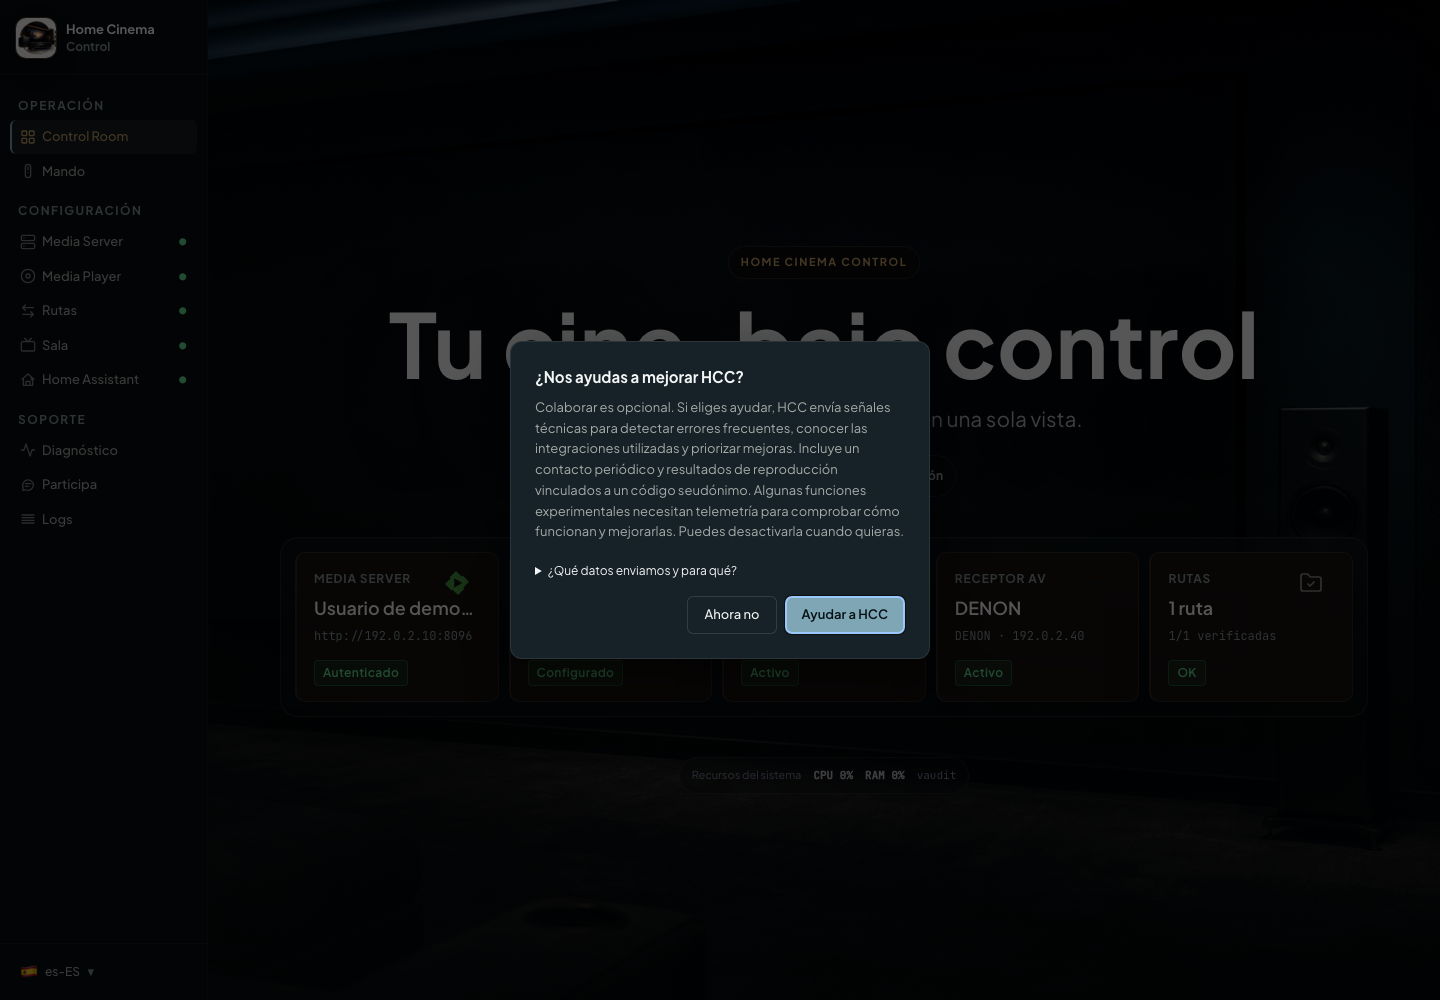 Home Cinema
Control
OPERACIÓN
Control Room
Mando
CONFIGURACIÓN
Media Server
Media Player
Rutas
Sala
Home Assistant
SOPORTE
Diagnóstico
Participa
Logs
es-ES
HOME CINEMA CONTROL
Tu cine, bajo control
n una sola vista.
ón
¿Nos ayudas a mejorar HCC?
Colaborar es opcional. Si eliges ayudar, HCC envía señales
técnicas para detectar errores frecuentes, conocer las
integraciones utilizadas y priorizar mejoras. Incluye un
contacto periódico y resultados de reproducción
vinculados a un código seudónimo. Algunas funciones
experimentales necesitan telemetría para comprobar cómo
funcionan y mejorarlas. Puedes desactivarla cuando quieras.
¿Qué datos enviamos y para qué?
Ahora no
Ayudar a HCC
MEDIA SERVER
Usuario de demo…
http://192.0.2.10:8096
Autenticado
Configurado
Activo
RECEPTOR AV
DENON
DENON · 192.0.2.40
Activo
RUTAS
1 ruta
1/1 verificadas
OK
Recursos del sistema CPU 0% RAM 0% vaudit